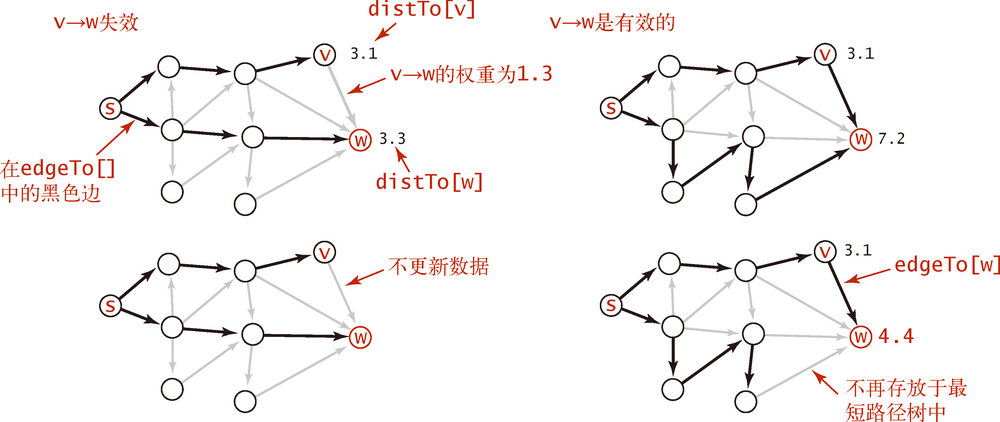 v→w失效
distTo[v]
v
3.1
v→w的权重为1.3
s
w
3.3
distTo[w]
在edgeTo[]
中的黑色边
v→w是有效的
v
3.1
s
w
7.2
v
不更新数据
s
w
v
3.1
edgeTo[w]
s
w
4.4
不再存放于最
短路径树中